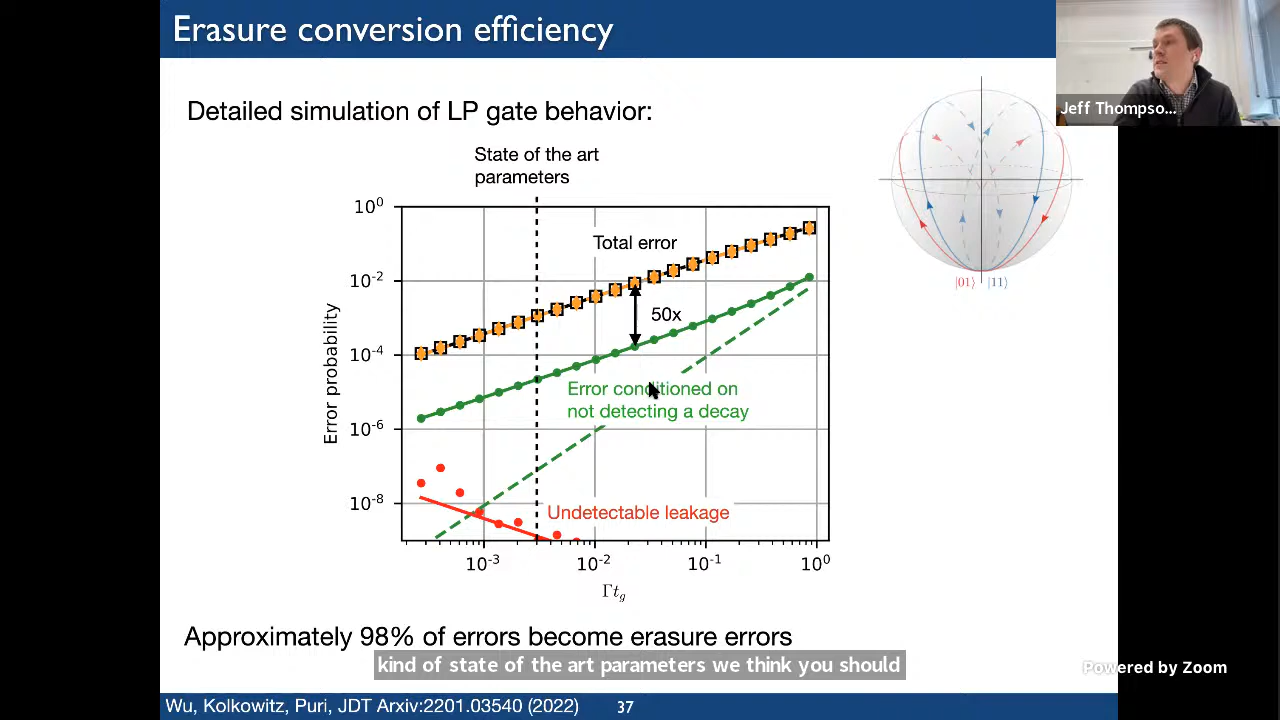 Erasure conversion efficiency
Jeff Thompso...
Detailed simulation of LP gate behavior:
State of the art
parameters
10^0
10^-2
10^-4
10^-6
10^-8
Error probability
Total error
50x
Error conditioned on
not detecting a decay
Undetectable leakage
10^-3
10^-2
10^-1
10^0
Γt_g
|01⟩ |11⟩
Approximately 98% of errors become erasure errors
kind of state of the art parameters we think you should
Powered by Zoom
Wu, Kolkowitz, Puri, JDT Arxiv:2201.03540 (2022)
37